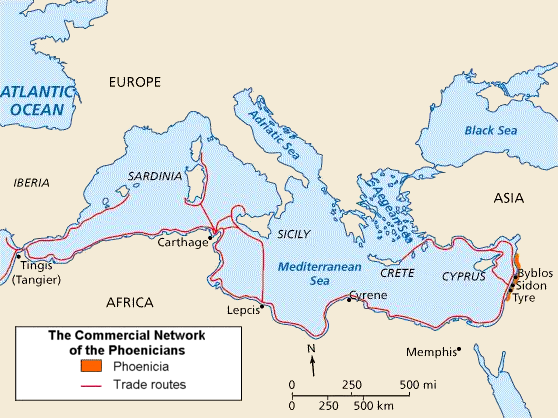 EUROPE
ATLANTIC
OCEAN
Adriatic Sea
Black Sea
IBERIA
SARDINIA
Aegean Sea
ASIA
SICILY
Carthage
Tingis
(Tangier)
Mediterranean
Sea
CRETE
CYPRUS
Byblos
Sidon
Tyre
AFRICA
Lepcis
Cyrene
Memphis
The Commercial Network
of the Phoenicians
Phoenicia
Trade routes
N
0 250 500 mi
0 250 500 km